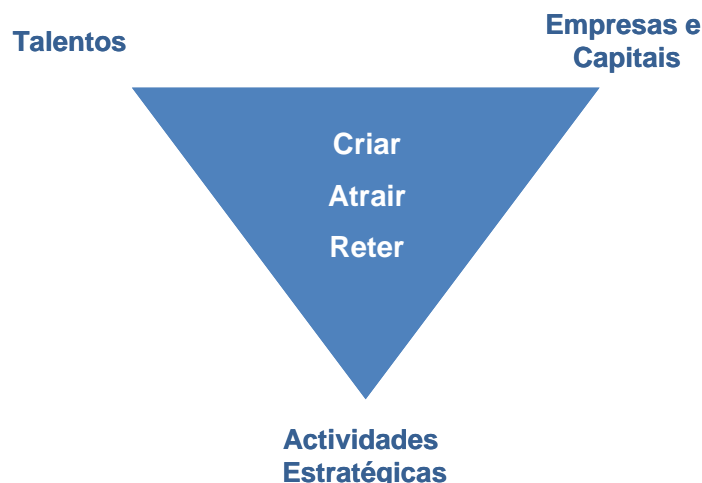 Talentos
Empresas e
Capitais
Criar
Atrair
Reter
Actividades
Estratégicas